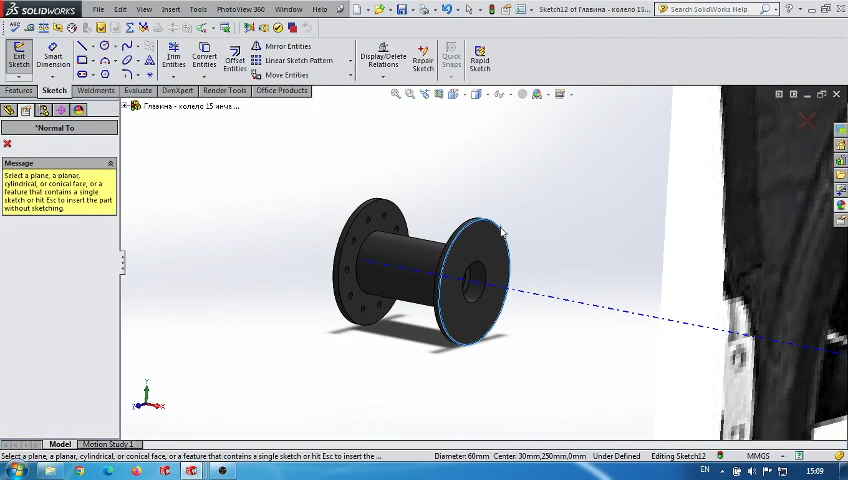 SOLIDWORKS
File Edit View Insert Tools PhotoView 360 Window Help
Sketch12 of Главина - колело 15...
Search SolidWorks Help
Exit Sketch
Smart Dimension
Trim Entities
Convert Entities
Offset Entities
Mirror Entities
Linear Sketch Pattern
Move Entities
Display/Delete Relations
Repair Sketch
Quick Snaps
Rapid Sketch
Features Sketch Weldments Evaluate DimXpert Render Tools Office Products
Главина - колело 15 инча ...
*Normal To
Message
Select a plane, a planar,
cylindrical, or conical face, or a
feature that contains a single
sketch or hit Esc to insert the part
without sketching.
Y
Z X
Model Motion Study 1
Select a plane, a planar, cylindrical, or conical face, or a feature that contains a single sketch or hit Esc to insert the ...
Diameter: 60mm Center: 30mm,250mm,0mm Under Defined Editing Sketch12 MMGS
EN 15:09